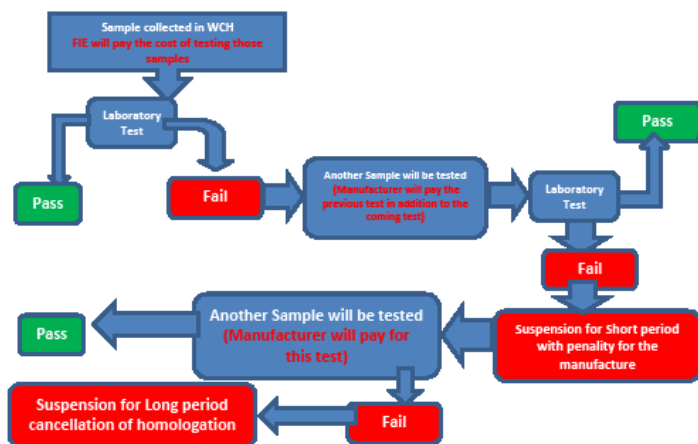 Sample collected in WCH
FIE will pay the cost of testing those
samples
Laboratory
Test
Pass
Fail
Another Sample will be tested
(Manufacturer will pay the
previous test in addition to the
coming test)
Laboratory
Test
Pass
Fail
Suspension for Short period
with penality for the
manufacture
Another Sample will be tested
(Manufacturer will pay for
this test)
Pass
Fail
Suspension for Long period
cancellation of homologation